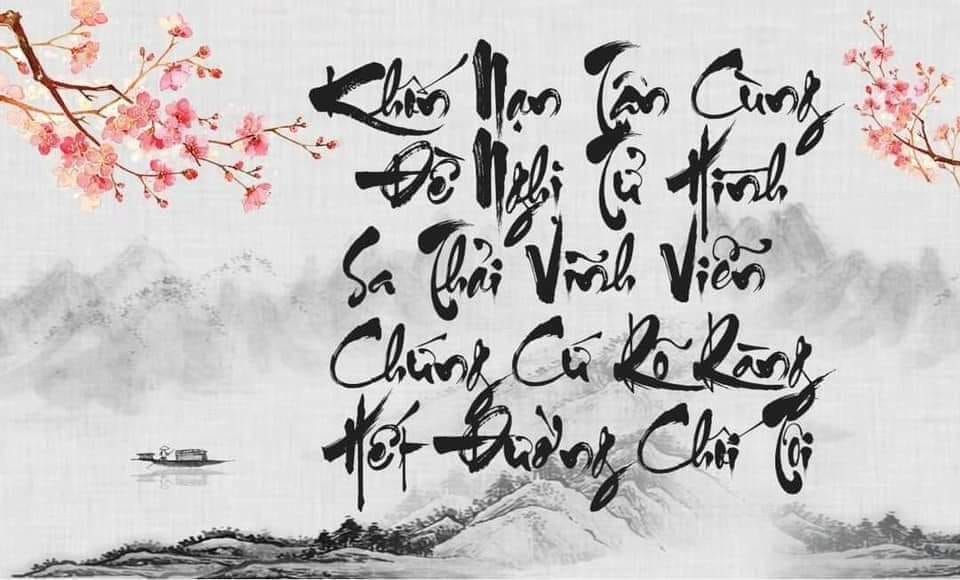 Khốn Nạn Tận Cùng
Đề Nghị Tử Hình
Sa Thải Vĩnh Viễn
Chứng Cứ Rõ Ràng
Hết Đường Chối Tội